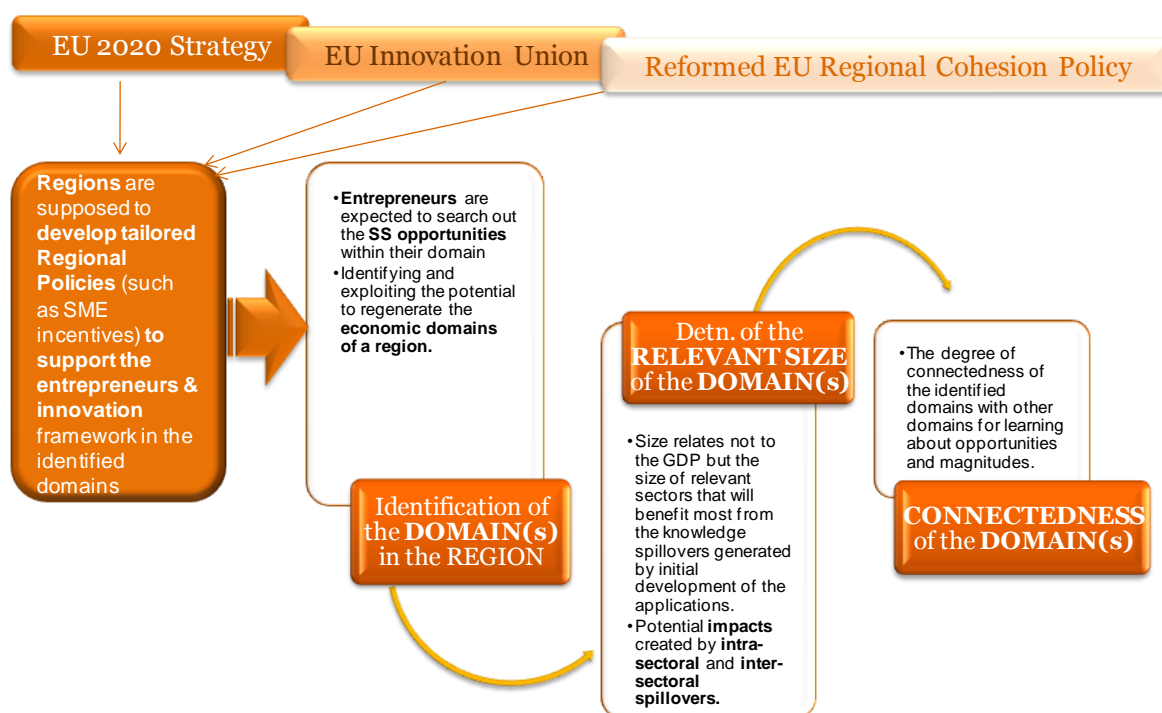 EU 2020 Strategy
EU Innovation Union
Reformed EU Regional Cohesion Policy
Regions are
supposed to
develop tailored
Regional
Policies (such
as SME
incentives) to
support the
entrepreneurs &
innovation
framework in the
identified
domains
•Entrepreneurs are
expected to search out
the SS opportunities
within their domain
•Identifying and
exploiting the potential
to regenerate the
economic domains
of a region.
Identification of
the DOMAIN(s)
in the REGION
Detn. of the
RELEVANT SIZE
of the DOMAIN(s)
•Size relates not to
the GDP but the
size of relevant
sectors that will
benefit most from
the knowledge
spillovers generated
by initial
development of the
applications.
•Potential impacts
created by intra-
sectoral and inter-
sectoral
spillovers.
•The degree of
connectedness of
the identified
domains with other
domains for learning
about opportunities
and magnitudes.
CONNECTEDNESS
of the DOMAIN(s)